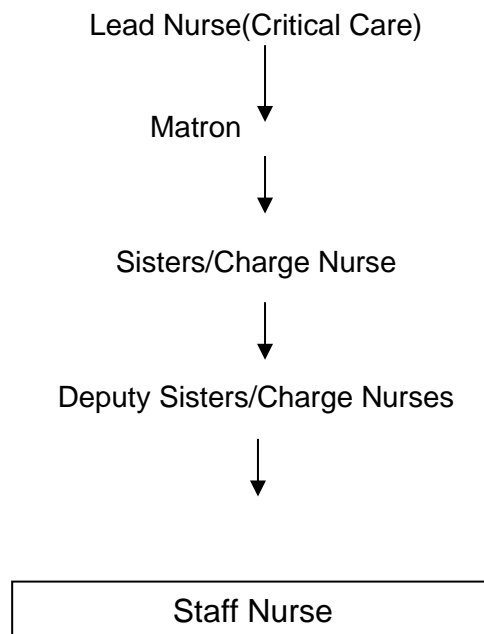 Lead Nurse(Critical Care)
Matron
Sisters/Charge Nurse
Deputy Sisters/Charge Nurses
Staff Nurse